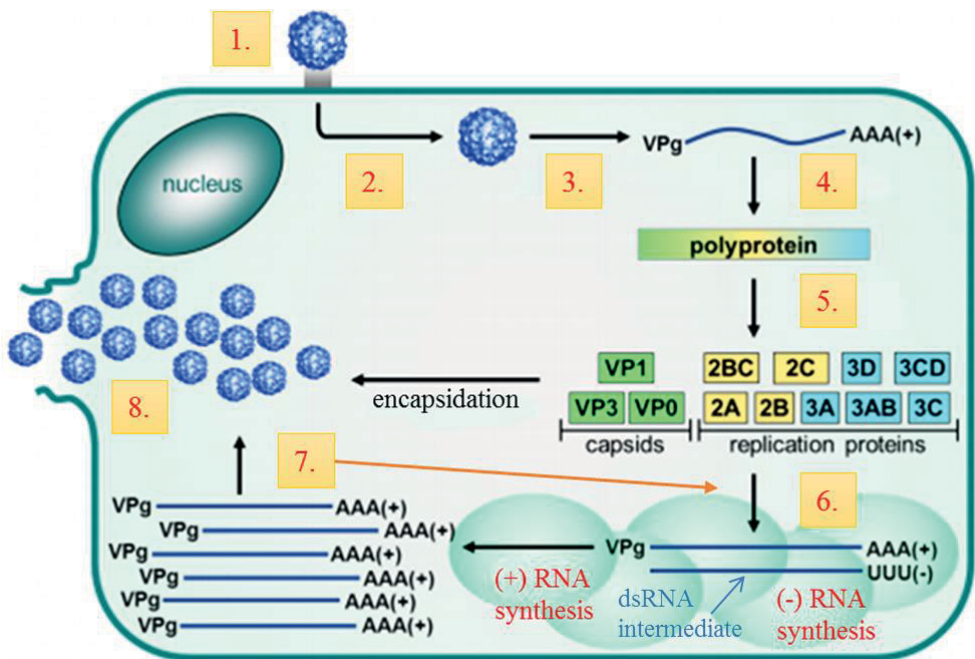 1.
nucleus
2.
3.
VPg
AAA(+)
4.
polyprotein
5.
VP1
VP3 VP0
capsids
2BC 2C 3D 3CD
2A 2B 3A 3AB 3C
replication proteins
encapsidation
8.
7.
6.
VPg AAA(+)
VPg AAA(+)
VPg AAA(+)
VPg AAA(+)
VPg AAA(+)
VPg AAA(+)
VPg AAA(+)
UUU(-)
(+) RNA
synthesis
dsRNA
intermediate
(-) RNA
synthesis